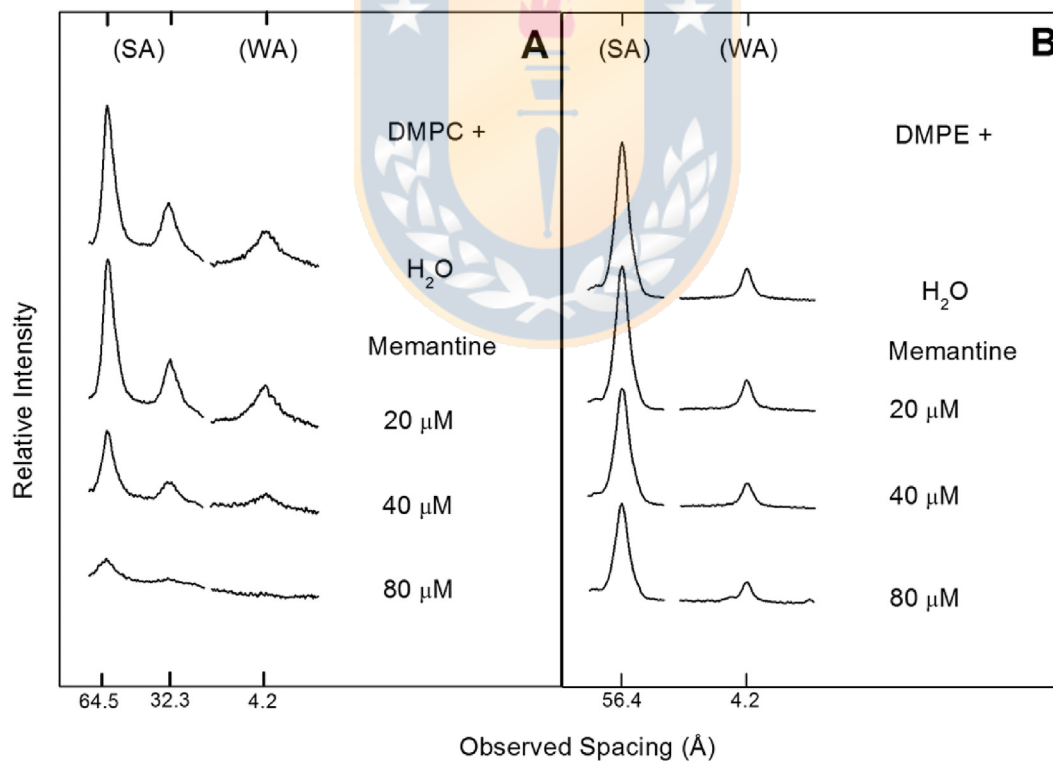 (SA) (WA) A
DMPC +
H₂O
Memantine
20 μM
40 μM
80 μM
64.5 32.3 4.2
(SA) (WA) B
DMPE +
H₂O
Memantine
20 μM
40 μM
80 μM
56.4 4.2
Relative Intensity
Observed Spacing (Å)